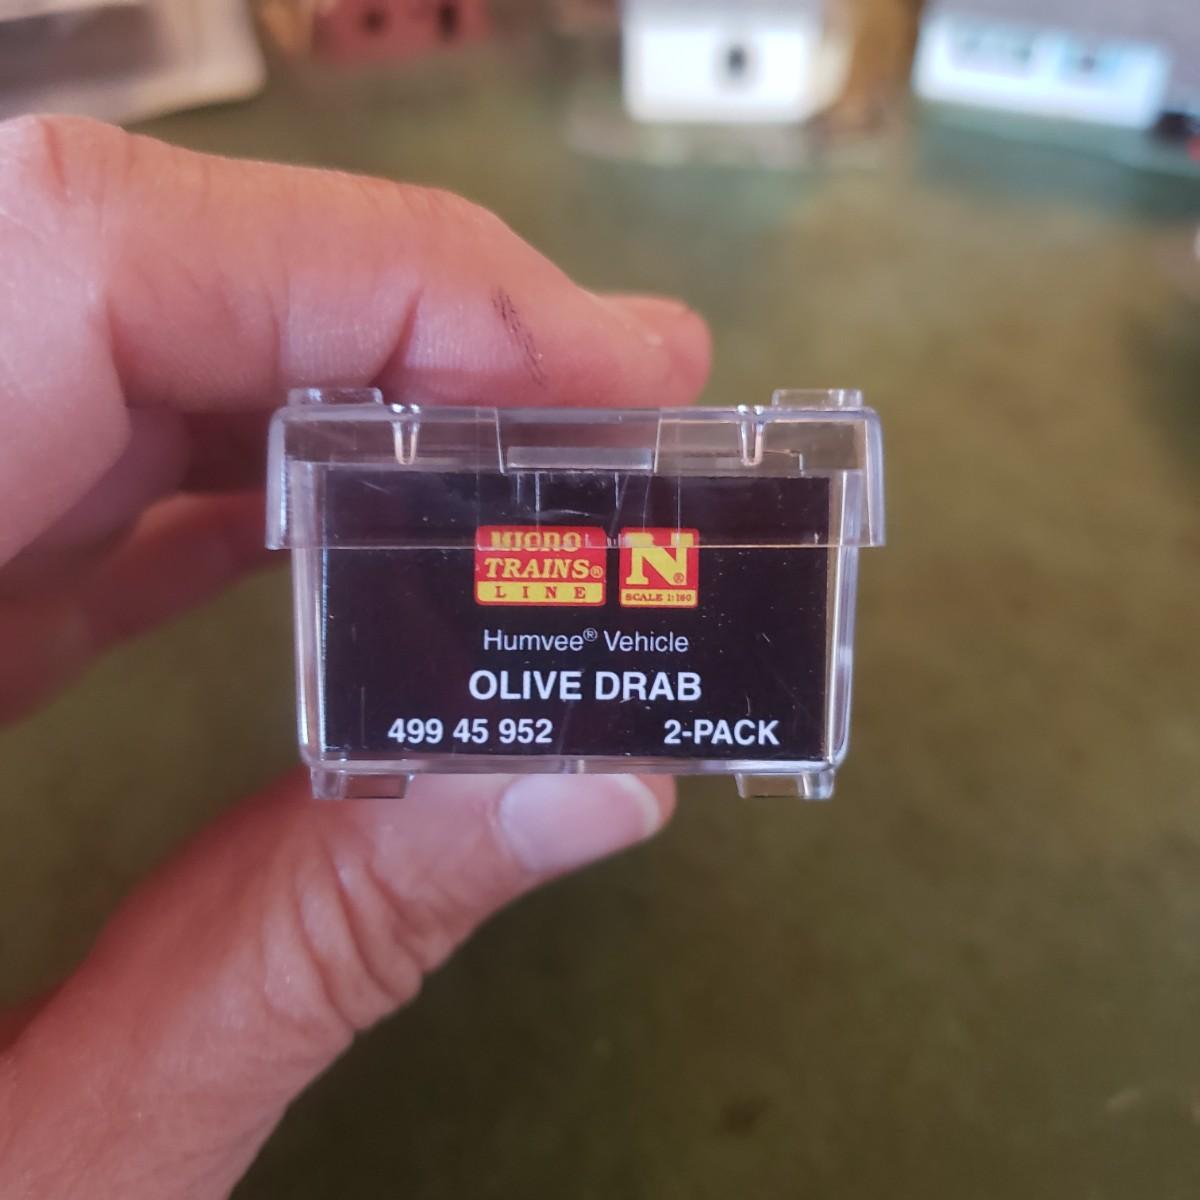 MICRO N
TRAINS®
LINE SCALE 1:160
Humvee® Vehicle
OLIVE DRAB
499 45 952 2-PACK